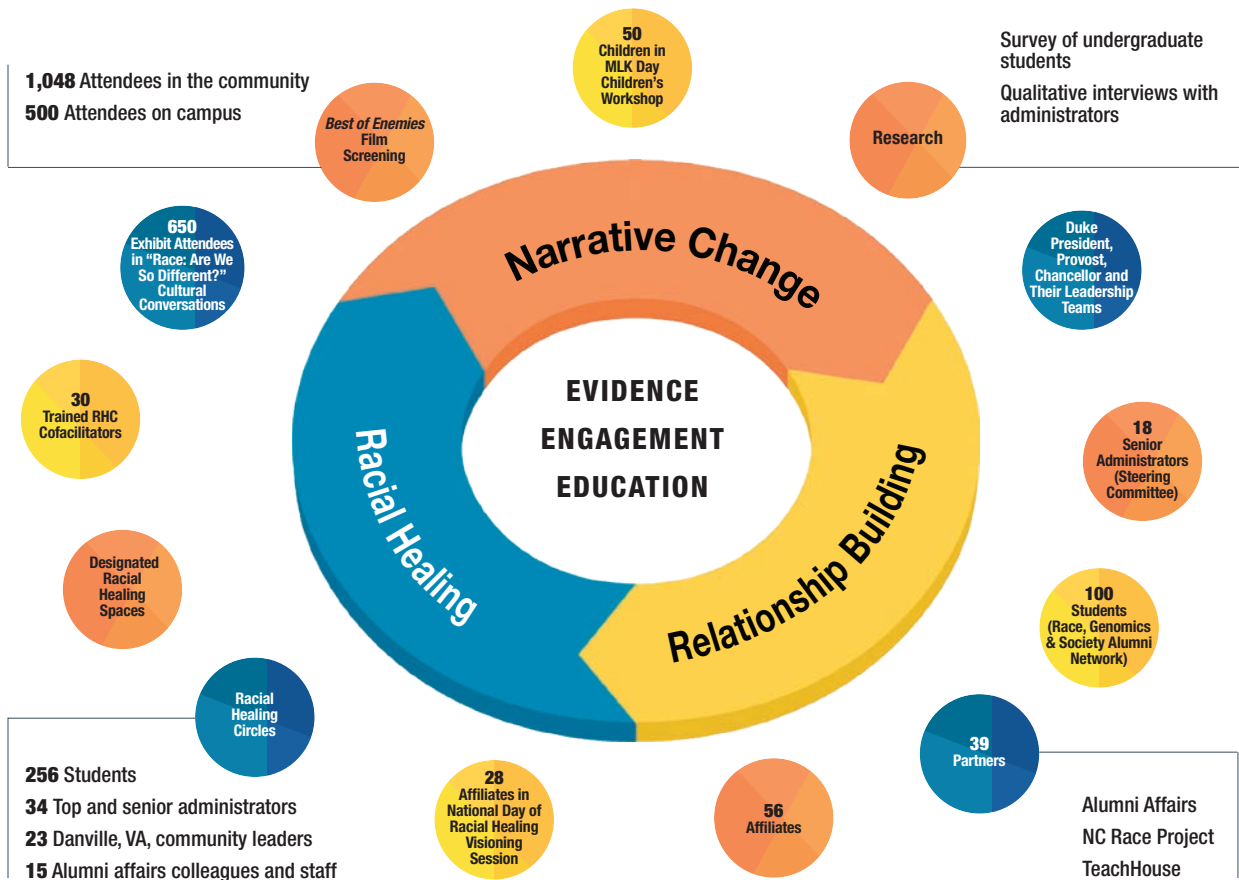 50
Children in
MLK Day
Children's
Workshop
1,048 Attendees in the community
500 Attendees on campus
Best of Enemies
Film
Screening
Research
Survey of undergraduate
students
Qualitative interviews with
administrators
650
Exhibit Attendees
in “Race: Are We
So Different?”
Cultural
Conversations
Duke
President,
Provost,
Chancellor and
Their Leadership
Teams
Narrative Change
Racial Healing
Relationship Building
EVIDENCE
ENGAGEMENT
EDUCATION
30
Trained RHC
Cofacilitators
18
Senior
Administrators
(Steering
Committee)
Designated
Racial
Healing
Spaces
100
Students
(Race, Genomics
& Society Alumni
Network)
Racial
Healing
Circles
256 Students
34 Top and senior administrators
23 Danville, VA, community leaders
15 Alumni affairs colleagues and staff
28
Affiliates in
National Day of
Racial Healing
Visioning
Session
56
Affiliates
39
Partners
Alumni Affairs
NC Race Project
TeachHouse